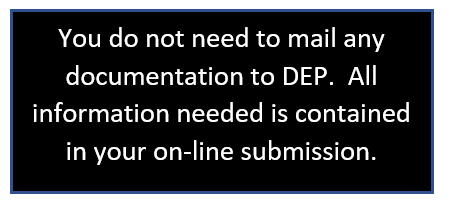 You do not need to mail any
documentation to DEP.  All
information needed is contained
in your on-line submission.